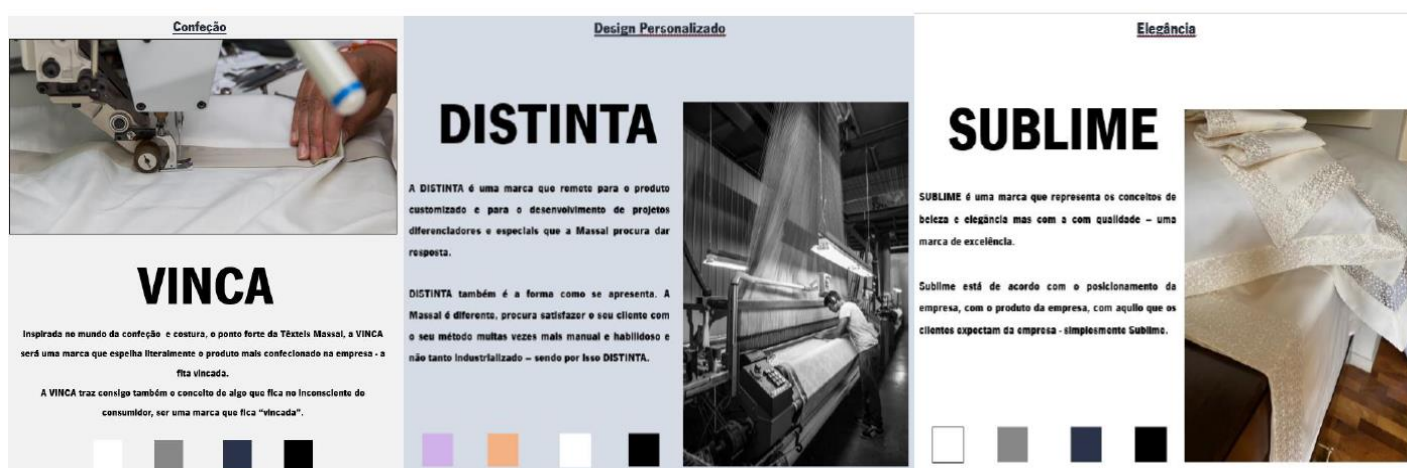 Confeção
VINCA
Inspirada no mundo da confeção e costura, o ponto forte da Têxteis Massal, a VINCA
será uma marca que espelha literalmente o produto mais confecionado na empresa - a
fita vincada.
A VINCA traz consigo também o conceito de algo que fica no inconsciente do
consumidor, ser uma marca que fica “vincada”.
Design Personalizado
DISTINTA
A DISTINTA é uma marca que remete para o produto
customizado e para o desenvolvimento de projetos
diferenciadores e especiais que a Massal procura dar
resposta.
DISTINTA também é a forma como se apresenta. A
Massal é diferente, procura satisfazer o seu cliente com
o seu método muitas vezes mais manual e habilidoso e
não tanto industrializado – sendo por isso DISTINTA.
Elegância
SUBLIME
SUBLIME é uma marca que representa os conceitos de
beleza e elegância mas com a com qualidade – uma
marca de excelência.
Sublime está de acordo com o posicionamento da
empresa, com o produto da empresa, com aquilo que os
clientes expectam da empresa - simplesmente Sublime.